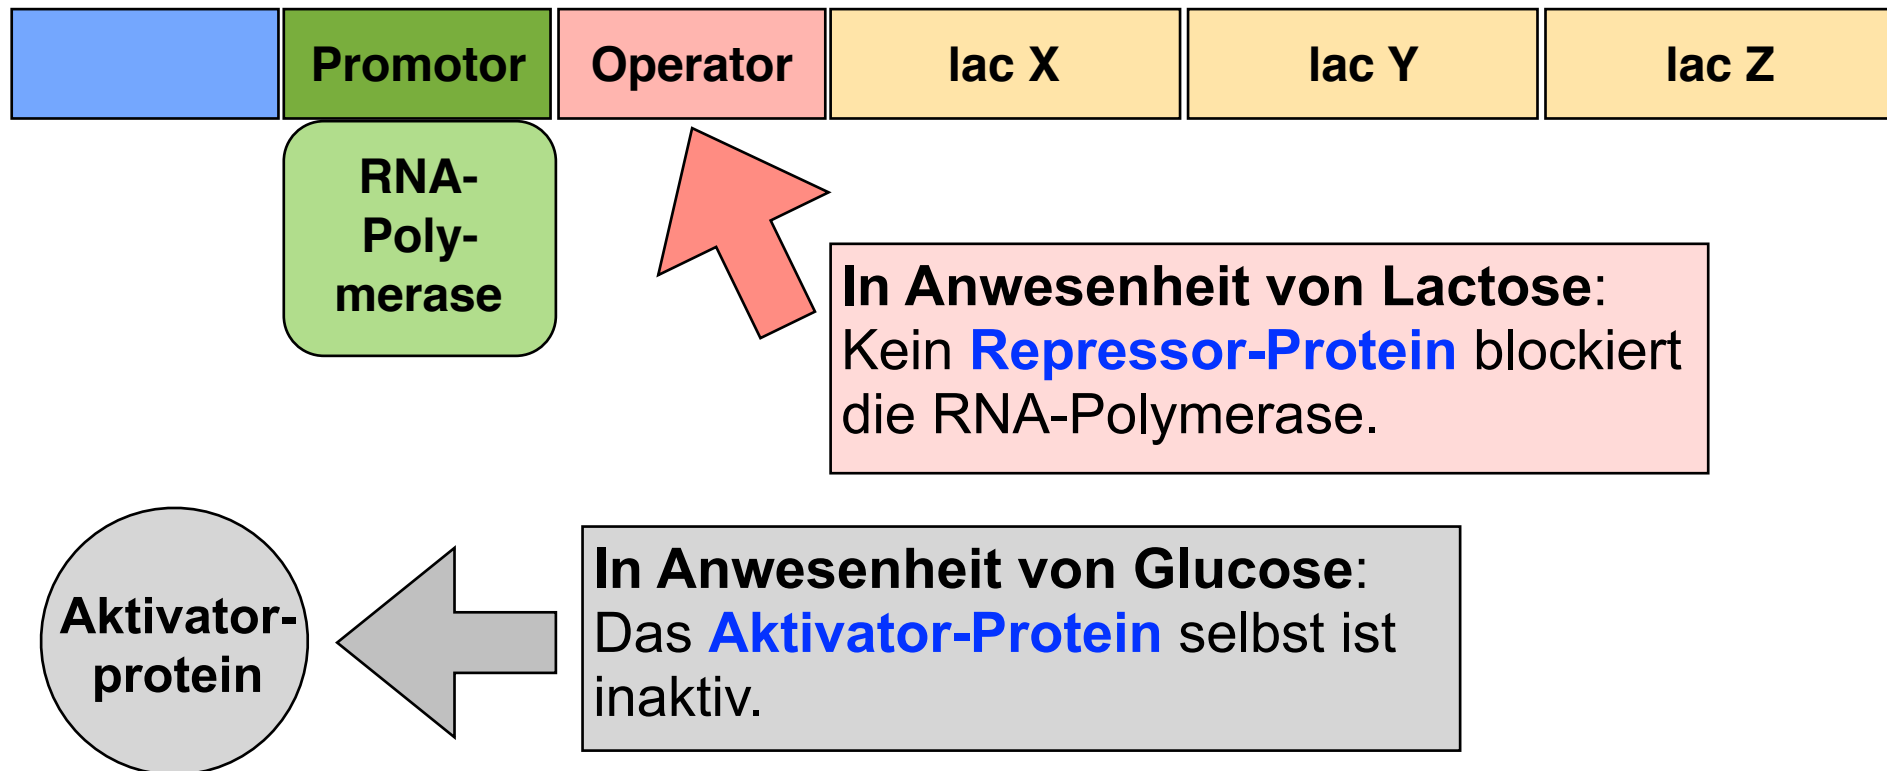 Promotor
Operator
lac X
lac Y
lac Z
RNA-
Poly-
merase
In Anwesenheit von Lactose:
Kein Repressor-Protein blockiert
die RNA-Polymerase.
Aktivator-
protein
In Anwesenheit von Glucose:
Das Aktivator-Protein selbst ist
inaktiv.